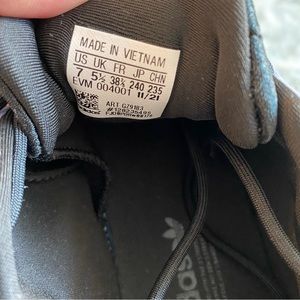 MADE IN VIETNAM
US UK FR JP CHN
7 5½ 38⅔ 240 235
EVM 004001 11/21
ART GZ9183
adidas